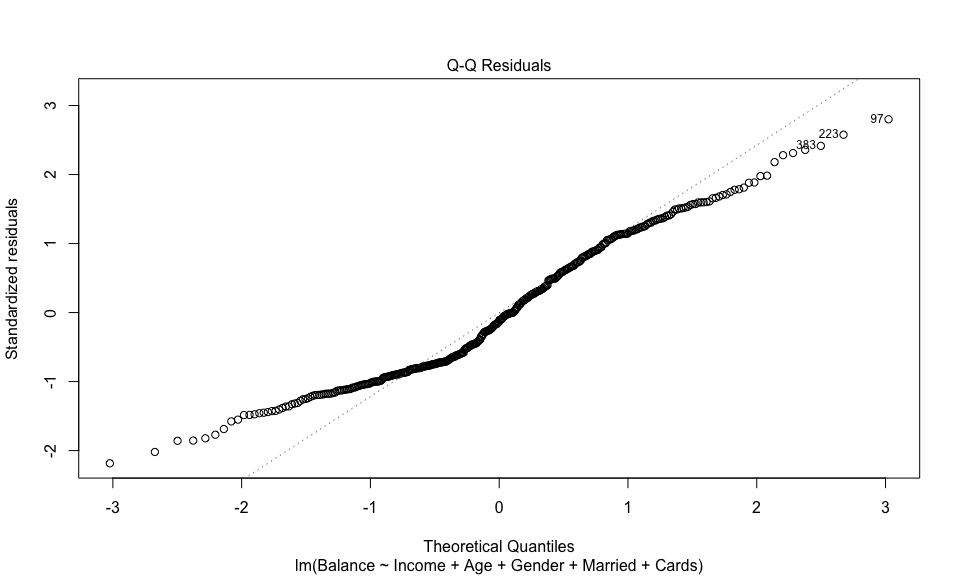 Q-Q Residuals
Standardized residuals
3
2
1
0
-1
-2
97
223
383
-3 -2 -1 0 1 2 3
Theoretical Quantiles
lm(Balance ~ Income + Age + Gender + Married + Cards)